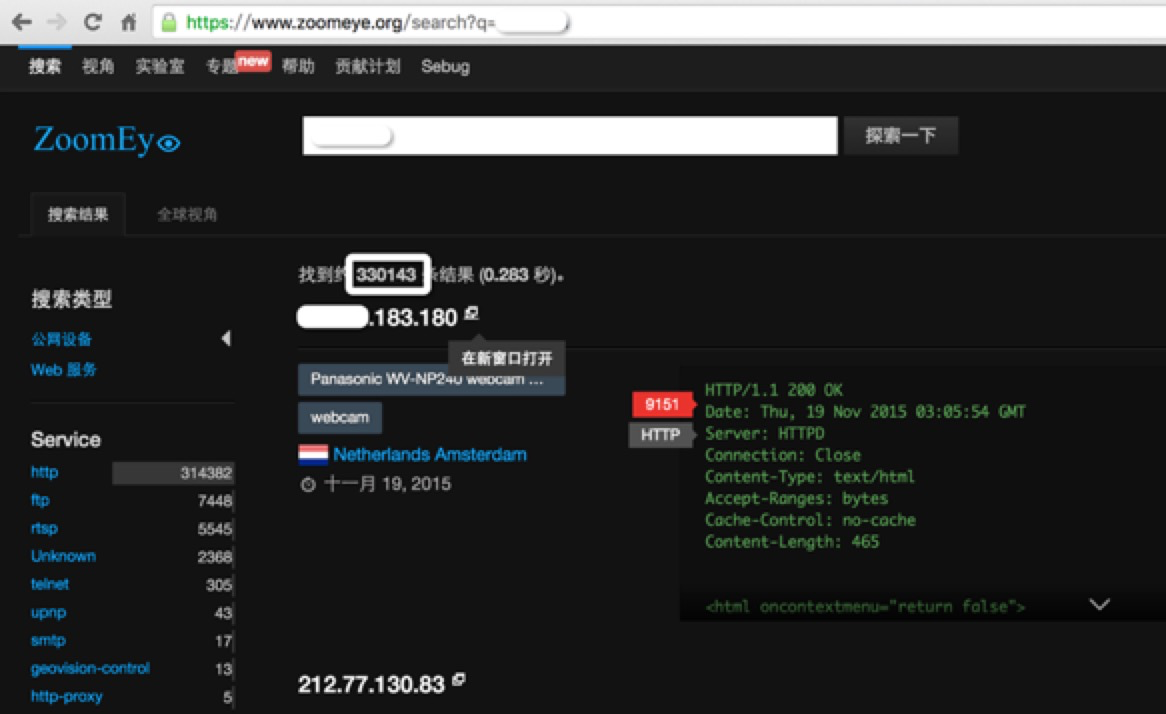 https://www.zoomeye.org/search?q=
搜索 视角 实验室 专题 new 帮助 贡献计划 Sebug
ZoomEy
探索一下
搜索结果 全球视角
找到约 330143 条结果 (0.283 秒)。
搜索类型
.183.180
公网设备
在新窗口打开
Web 服务
Panasonic WV-NP240 webcam ...
webcam
Netherlands Amsterdam
十一月 19, 2015
9151
HTTP
HTTP/1.1 200 OK
Date: Thu, 19 Nov 2015 03:05:54 GMT
Server: HTTPD
Connection: Close
Content-Type: text/html
Accept-Ranges: bytes
Cache-Control: no-cache
Content-Length: 465
<html oncontextmenu="return false">
Service
http 314382
ftp 7448
rtsp 5545
Unknown 2368
telnet 305
upnp 43
smtp 17
geovision-control 13
http-proxy 5
212.77.130.83